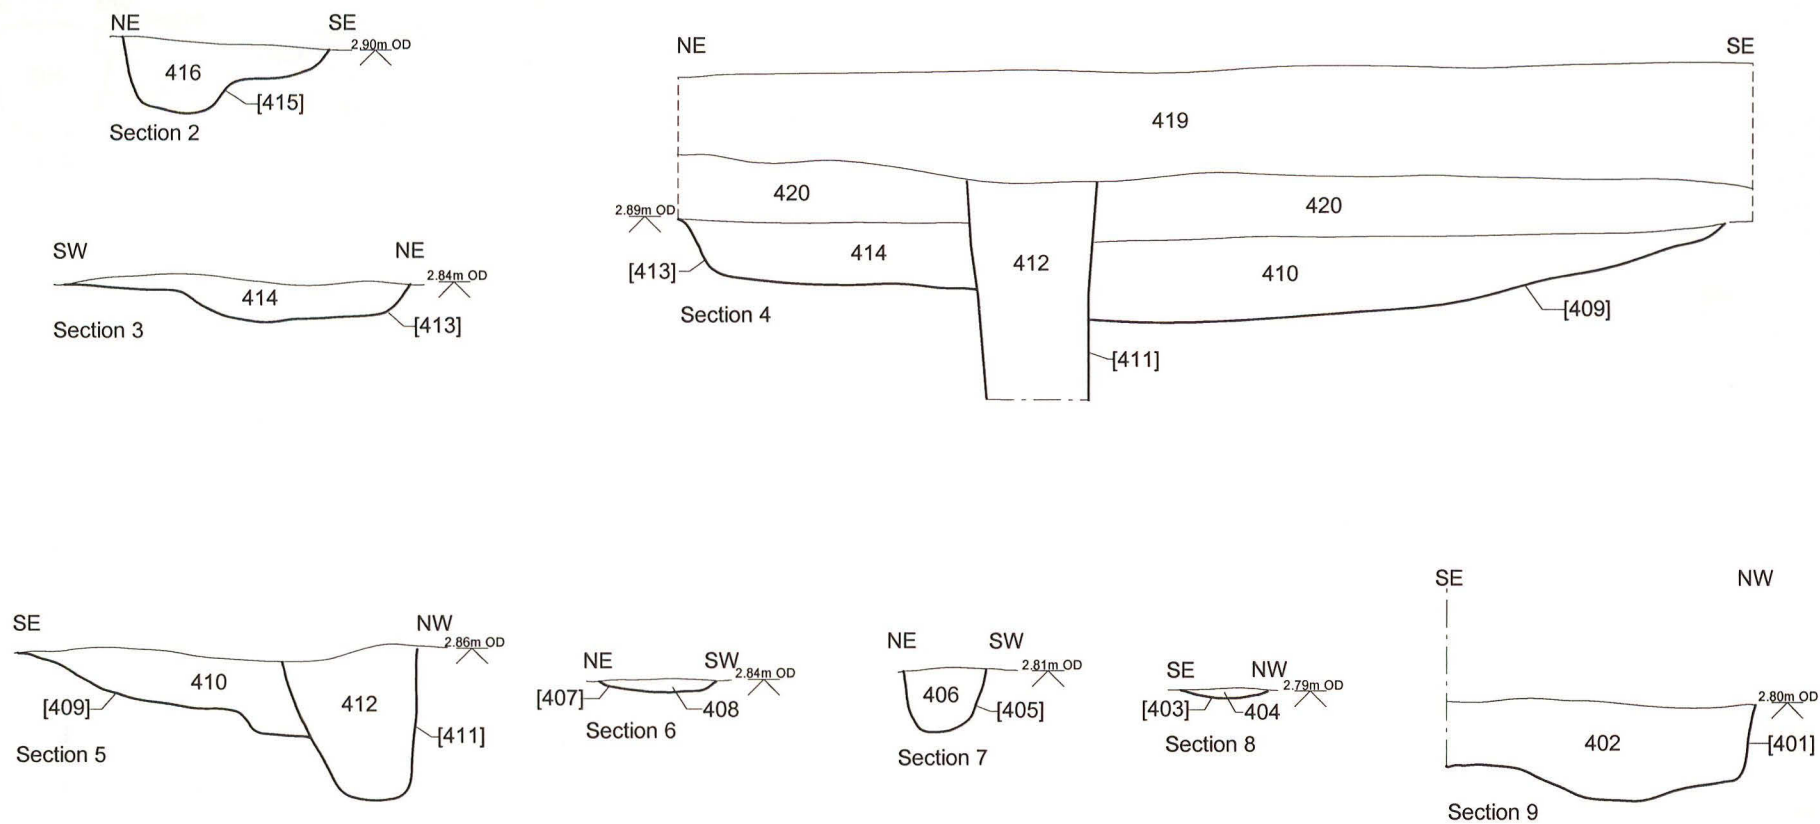 NE SE
2.90m OD
416
[415]
Section 2
NE SE
419
420 420
2.89m OD
414 412 410
[413]
[409]
[411]
Section 4
SW NE
2.84m OD
414
[413]
Section 3
SE NW
2.86m OD
410 412
[409]
[411]
Section 5
NE SW
2.84m OD
[407]
408
Section 6
NE SW
2.81m OD
406
[405]
Section 7
SE NW
2.79m OD
[403] 404
Section 8
SE NW
2.80m OD
402 [401]
Section 9